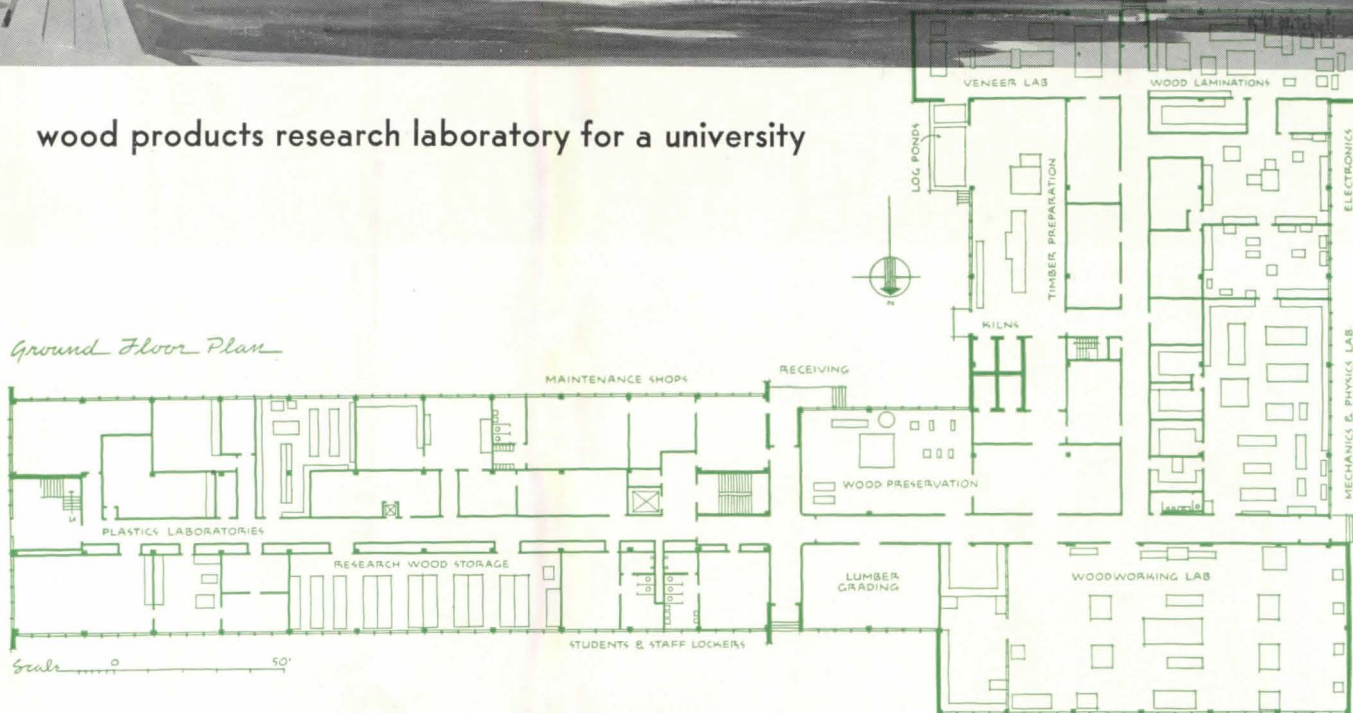 VENEER LAB
WOOD LAMINATIONS
wood products research laboratory for a university
LOG PONDS
ELECTRONICS
TIMBER PREPARATION
N
KILNS
Ground Floor Plan
RECEIVING
MAINTENANCE SHOPS
MECHANICS & PHYSICS LAB.
WOOD PRESERVATION
PLASTICS LABORATORIES
RESEARCH WOOD STORAGE
LUMBER
GRADING
WOODWORKING LAB
STUDENTS & STAFF LOCKERS
Scale 0 50'